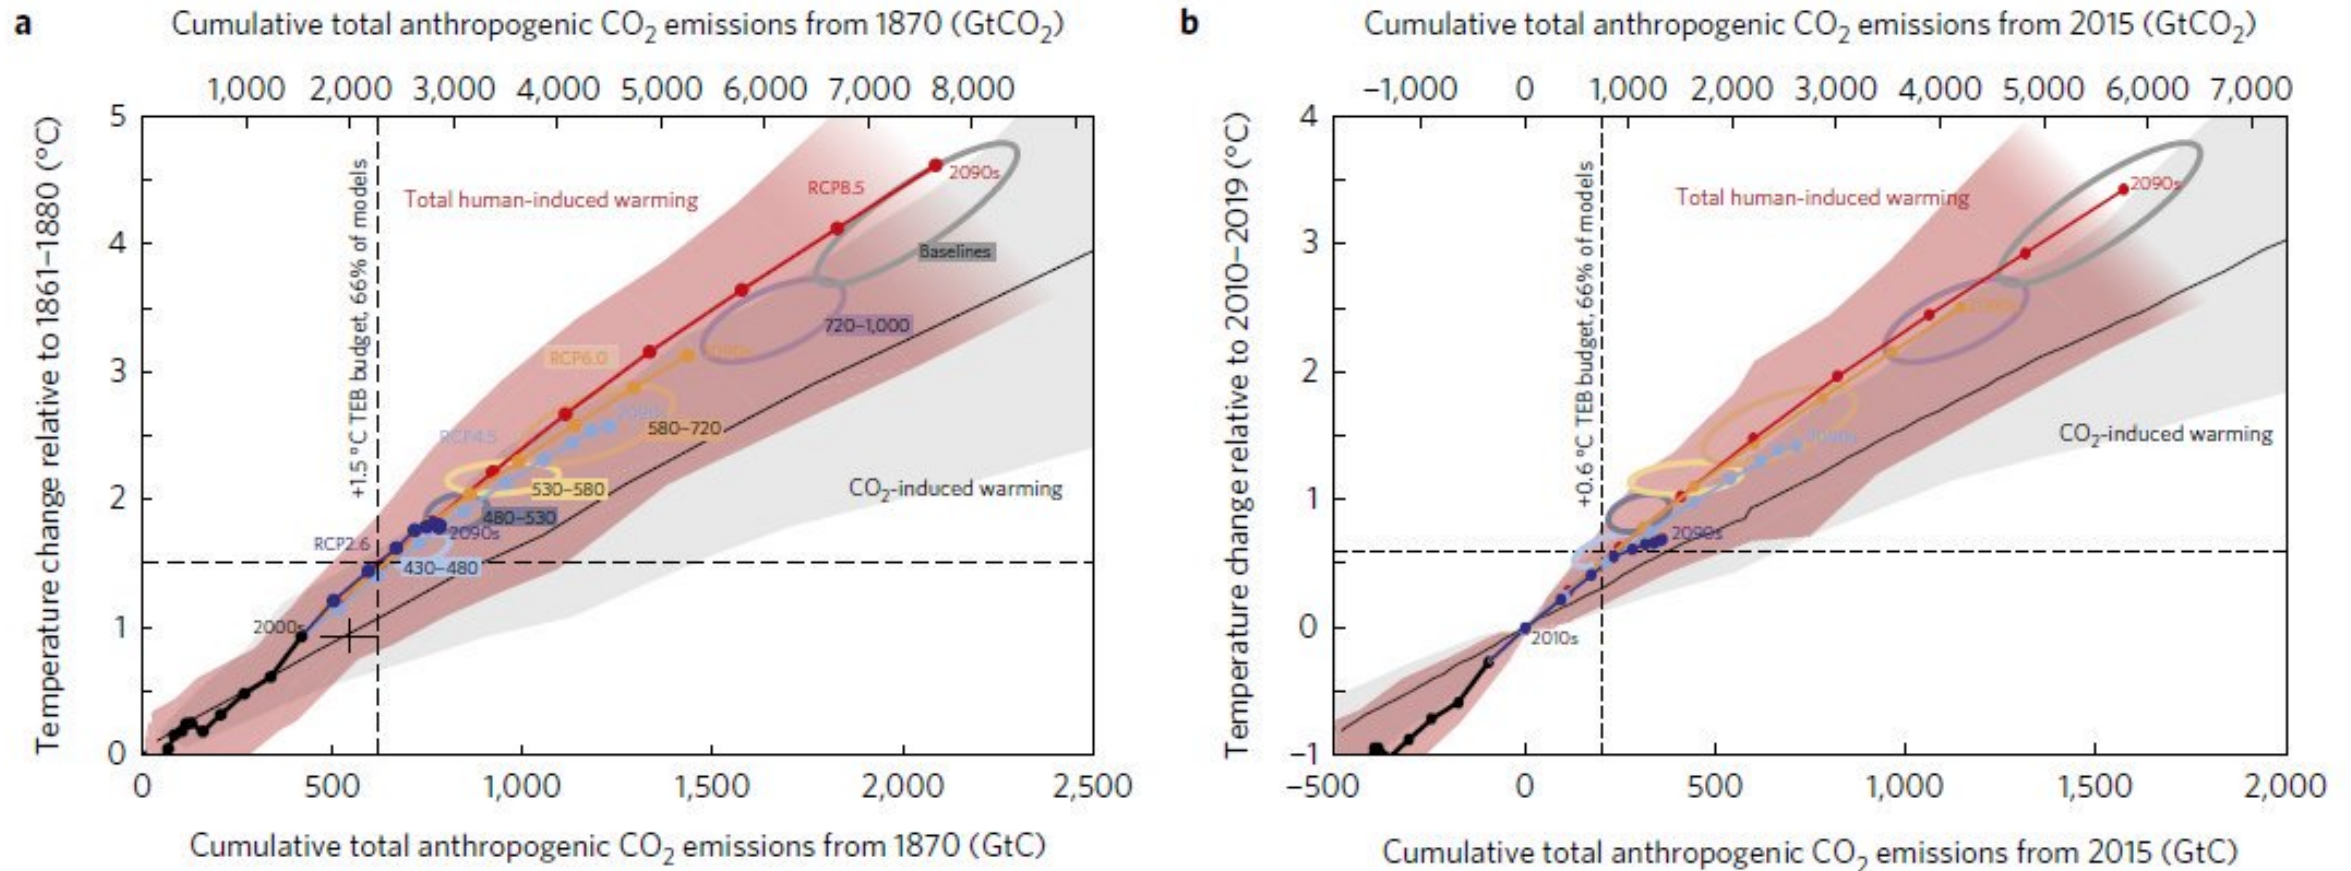 a
Cumulative total anthropogenic CO₂ emissions from 1870 (GtCO₂)
1,000 2,000 3,000 4,000 5,000 6,000 7,000 8,000
Temperature change relative to 1861–1880 (°C)
5
4
3
2
1
0
+1.5 °C TEB budget, 66% of models
Total human-induced warming
RCP8.5
2090s
Baselines
720–1,000
RCP6.0
2090s
RCP4.5
580–720
530–580
CO₂-induced warming
480–530
RCP2.6
2090s
430–480
2000s
0 500 1,000 1,500 2,000 2,500
Cumulative total anthropogenic CO₂ emissions from 1870 (GtC)
b
Cumulative total anthropogenic CO₂ emissions from 2015 (GtCO₂)
−1,000 0 1,000 2,000 3,000 4,000 5,000 6,000 7,000
Temperature change relative to 2010–2019 (°C)
4
3
2
1
0
−1
+0.6 °C TEB budget, 66% of models
Total human-induced warming
2090s
CO₂-induced warming
2090s
2010s
−500 0 500 1,000 1,500 2,000
Cumulative total anthropogenic CO₂ emissions from 2015 (GtC)